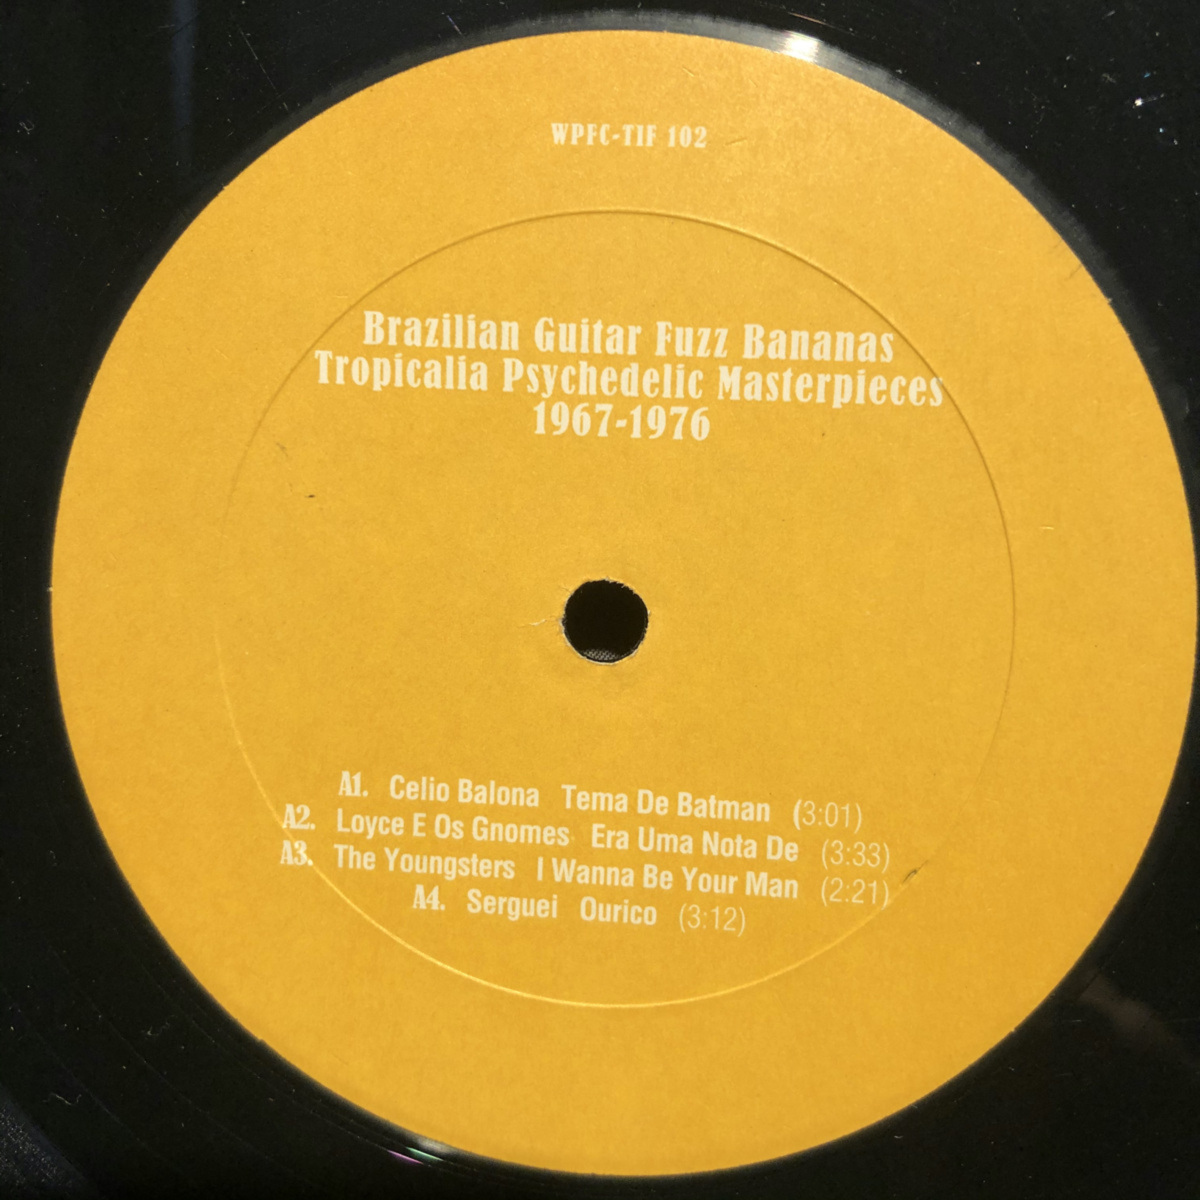 WPFC-TIF 102
Brazilian Guitar Fuzz Bananas
Tropicalia Psychedelic Masterpieces
1967-1976
A1. Celio Balona Tema De Batman (3:01)
A2. Loyce E Os Gnomes Era Uma Nota De (3:33)
A3. The Youngsters I Wanna Be Your Man (2:21)
A4. Serguei Ourico (3:12)